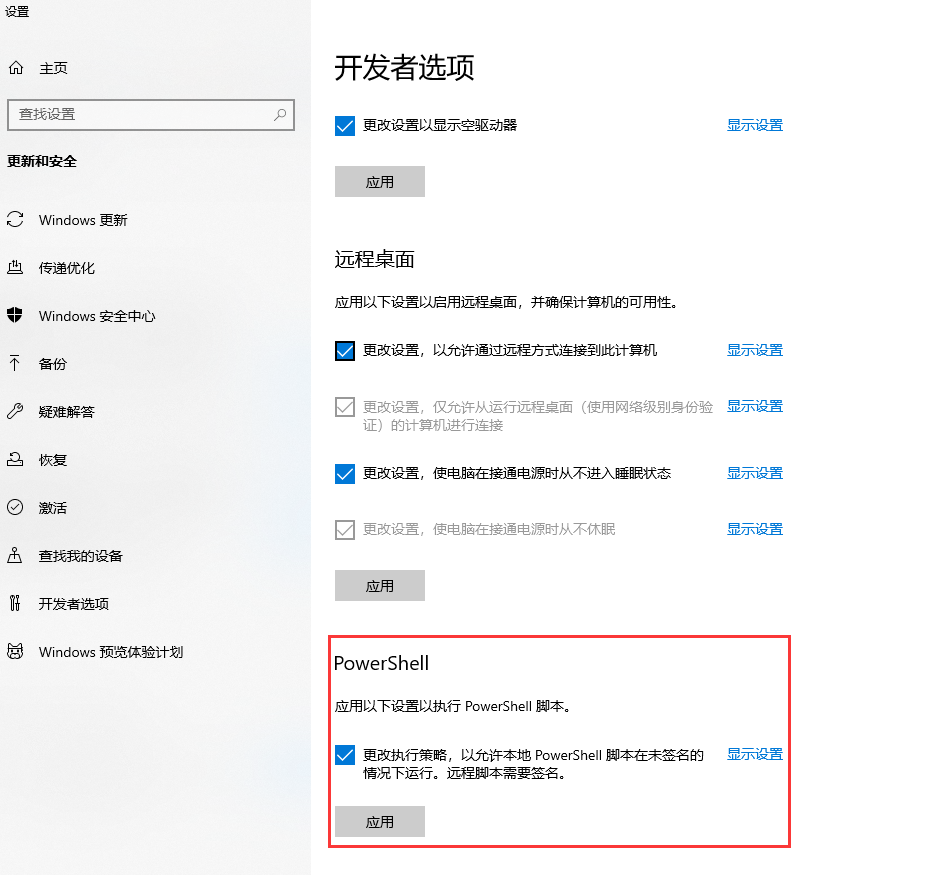 设置
主页
查找设置
更新和安全
Windows 更新
传递优化
Windows 安全中心
备份
疑难解答
恢复
激活
查找我的设备
开发者选项
Windows 预览体验计划
开发者选项
更改设置以显示空驱动器 显示设置
应用
远程桌面
应用以下设置以启用远程桌面，并确保计算机的可用性。
更改设置，以允许通过远程方式连接到此计算机 显示设置
更改设置，仅允许从运行远程桌面（使用网络级别身份验 显示设置
证）的计算机进行连接
更改设置，使电脑在接通电源时从不进入睡眠状态 显示设置
更改设置，使电脑在接通电源时从不休眠 显示设置
应用
PowerShell
应用以下设置以执行 PowerShell 脚本。
更改执行策略，以允许本地 PowerShell 脚本在未签名的 显示设置
情况下运行。远程脚本需要签名。
应用